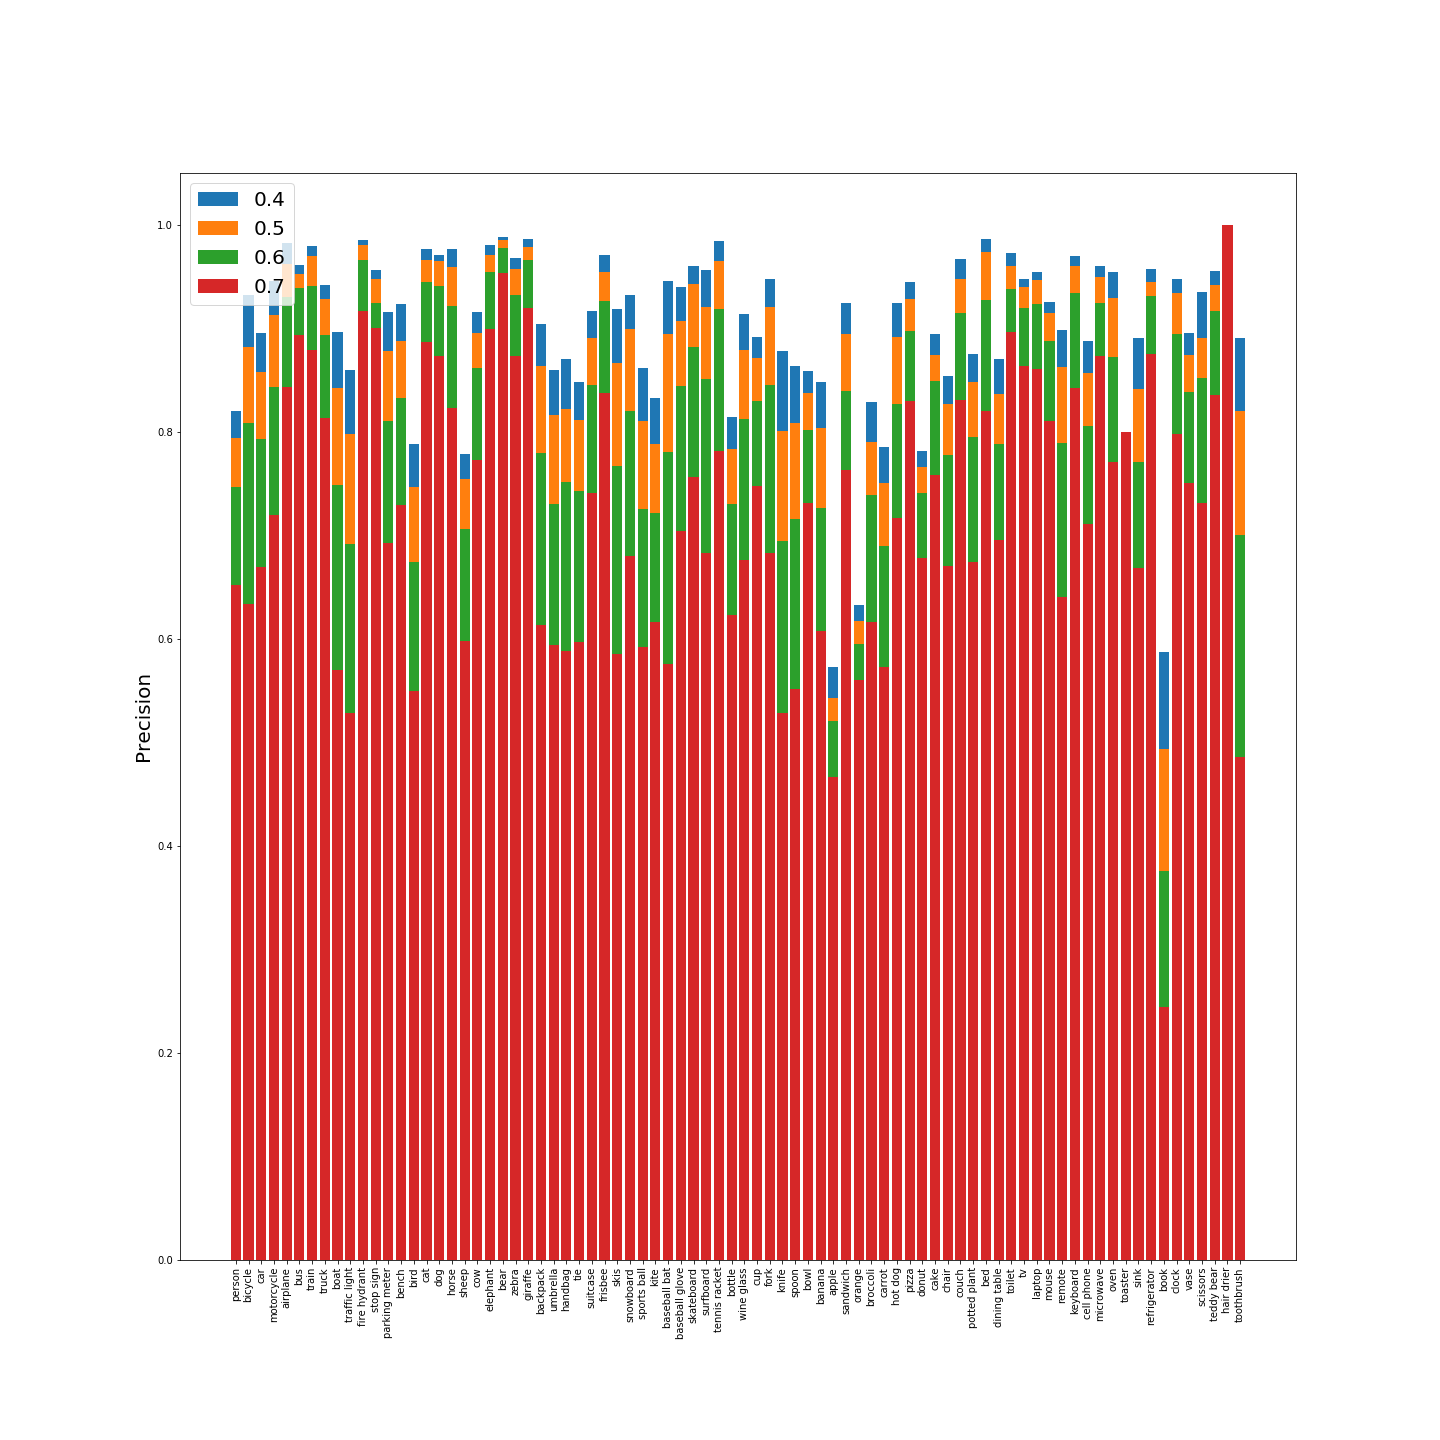 0.4
0.5
0.6
0.7
1.0
0.8
0.6
0.4
0.2
0.0
Precision
person
bicycle
car
motorcycle
airplane
bus
train
truck
boat
traffic light
fire hydrant
stop sign
parking meter
bench
bird
cat
dog
horse
sheep
cow
elephant
bear
zebra
giraffe
backpack
umbrella
handbag
tie
suitcase
frisbee
skis
snowboard
sports ball
kite
baseball bat
baseball glove
skateboard
surfboard
tennis racket
bottle
wine glass
cup
fork
knife
spoon
bowl
banana
apple
sandwich
orange
broccoli
carrot
hot dog
pizza
donut
cake
chair
couch
potted plant
bed
dining table
toilet
tv
laptop
mouse
remote
keyboard
cell phone
microwave
oven
toaster
sink
refrigerator
book
clock
vase
scissors
teddy bear
hair drier
toothbrush